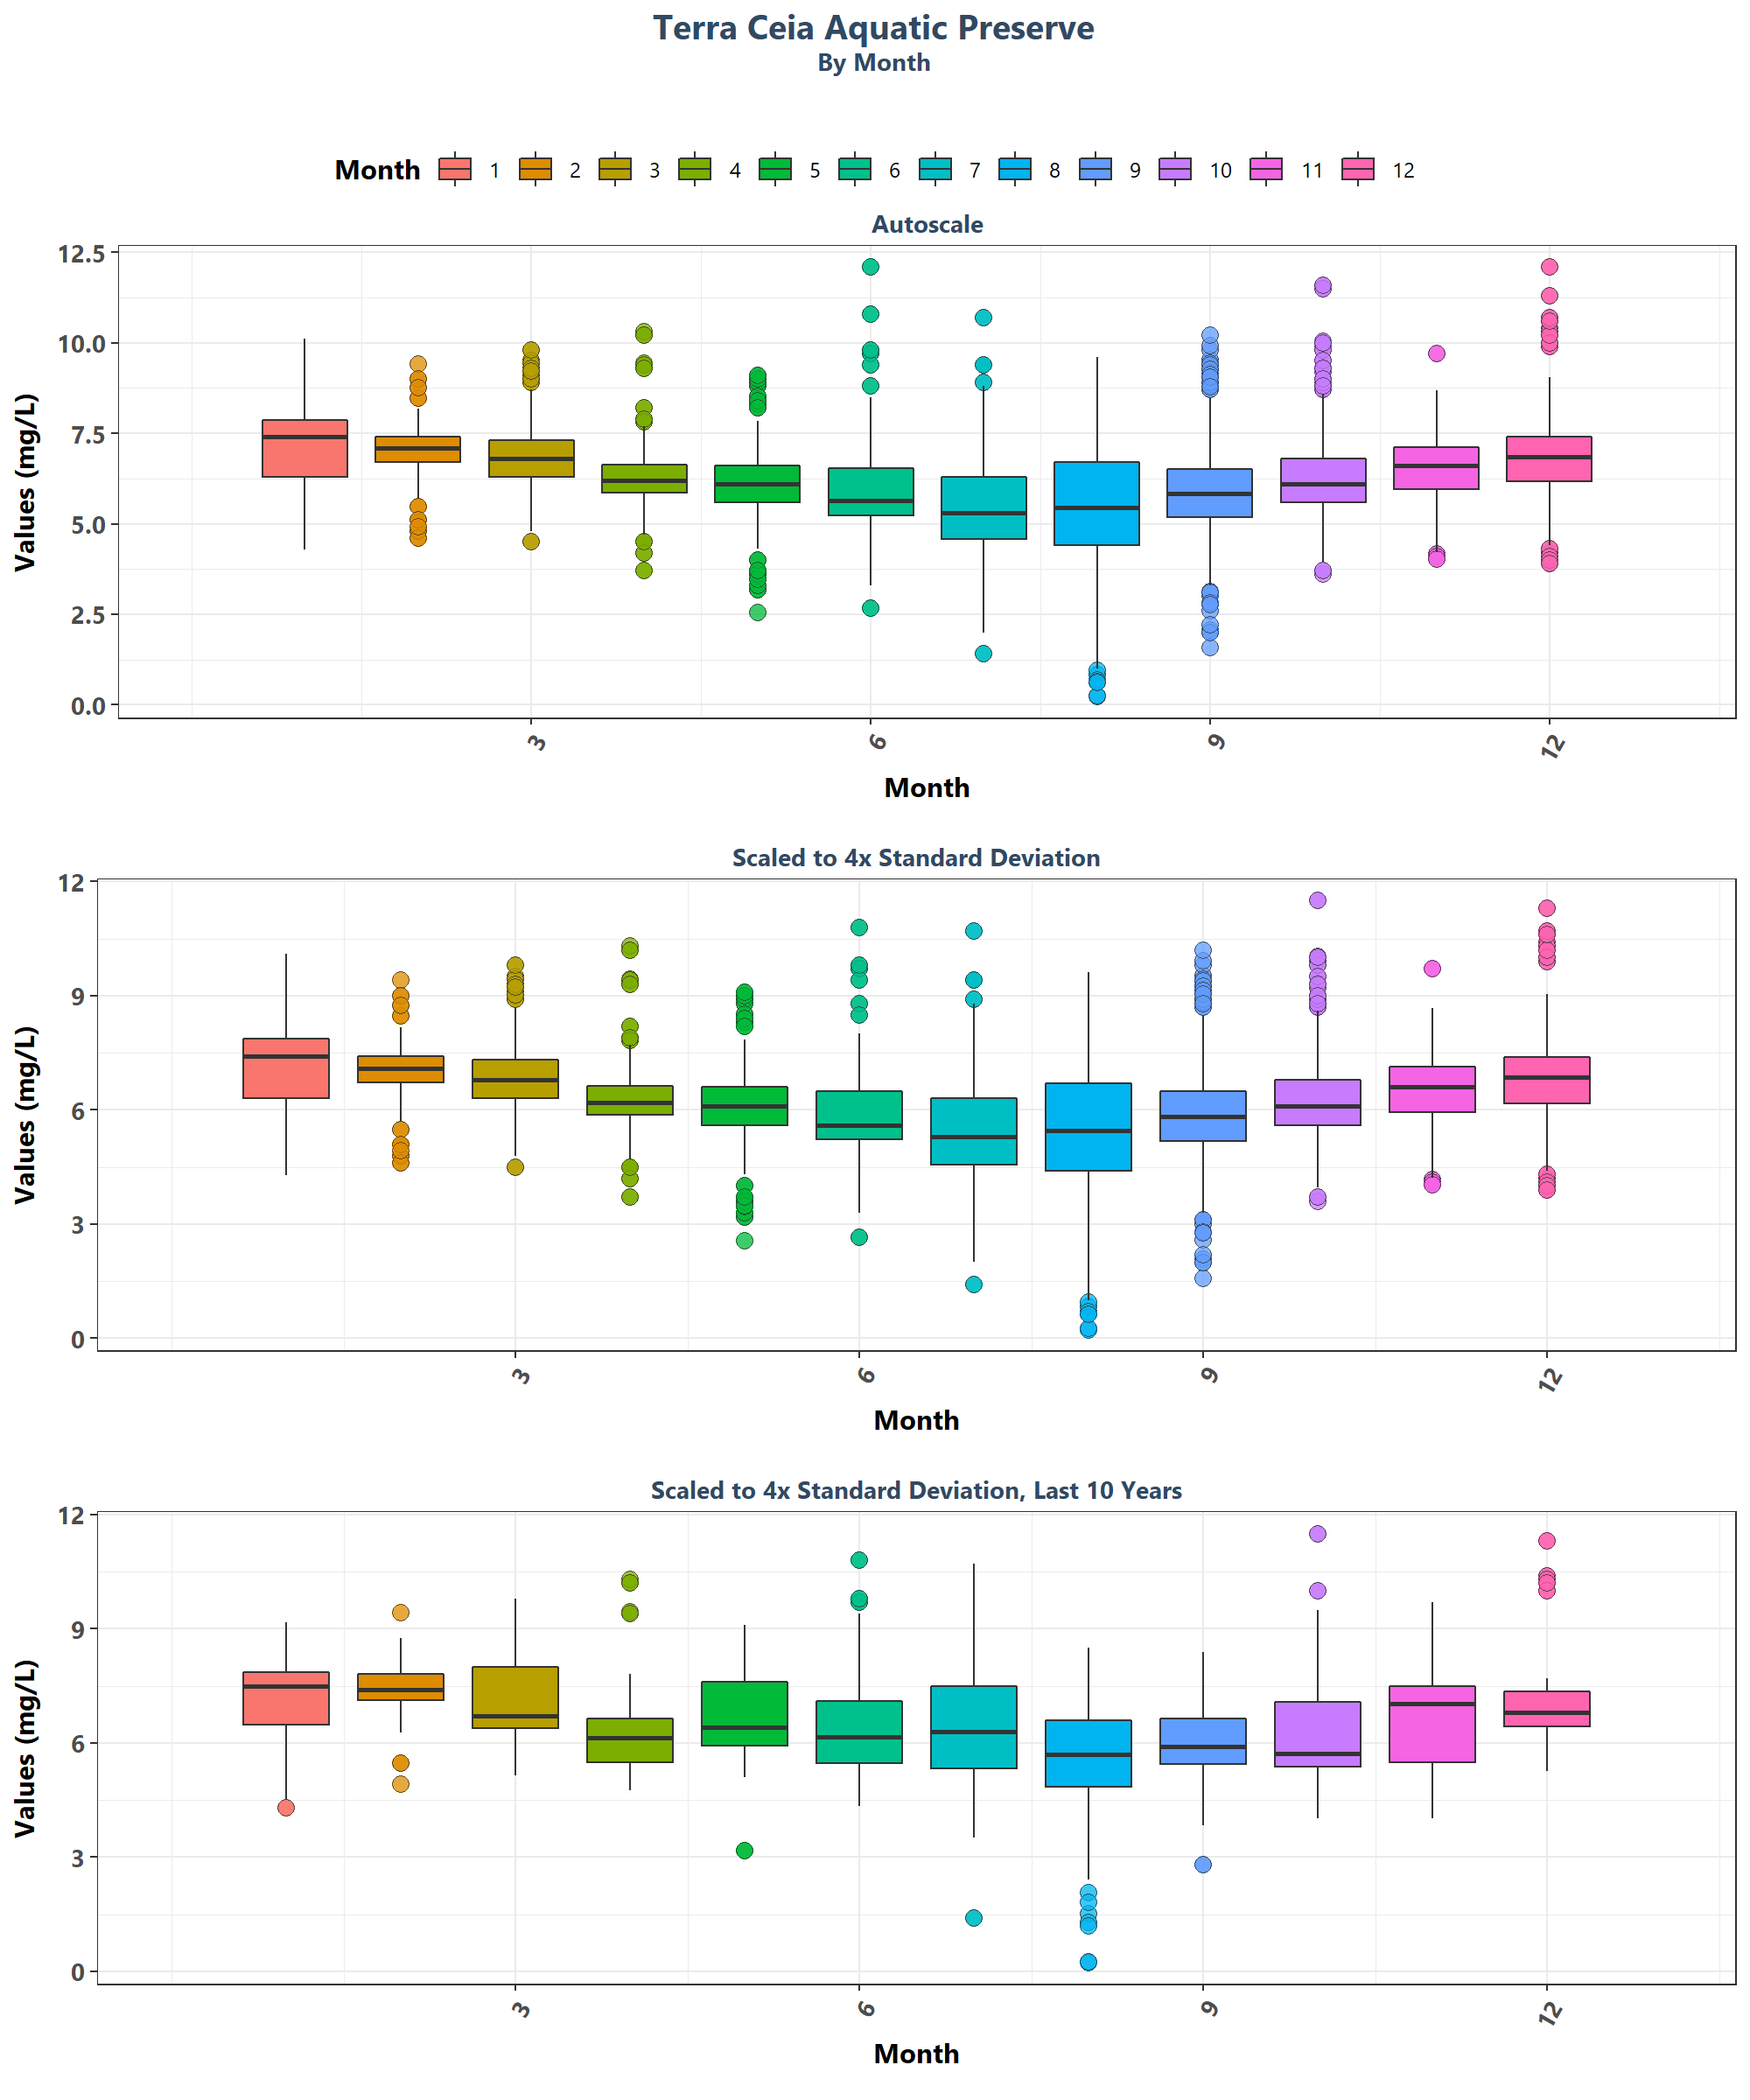 Terra Ceia Aquatic Preserve
By Month
Month 1 2 3 4 5 6 7 8 9 10 11 12
Autoscale
Values (mg/L)
12.5
10.0
7.5
5.0
2.5
0.0
3 6 9 12
Month
Scaled to 4x Standard Deviation
Values (mg/L)
12
9
6
3
0
3 6 9 12
Month
Scaled to 4x Standard Deviation, Last 10 Years
Values (mg/L)
12
9
6
3
0
3 6 9 12
Month